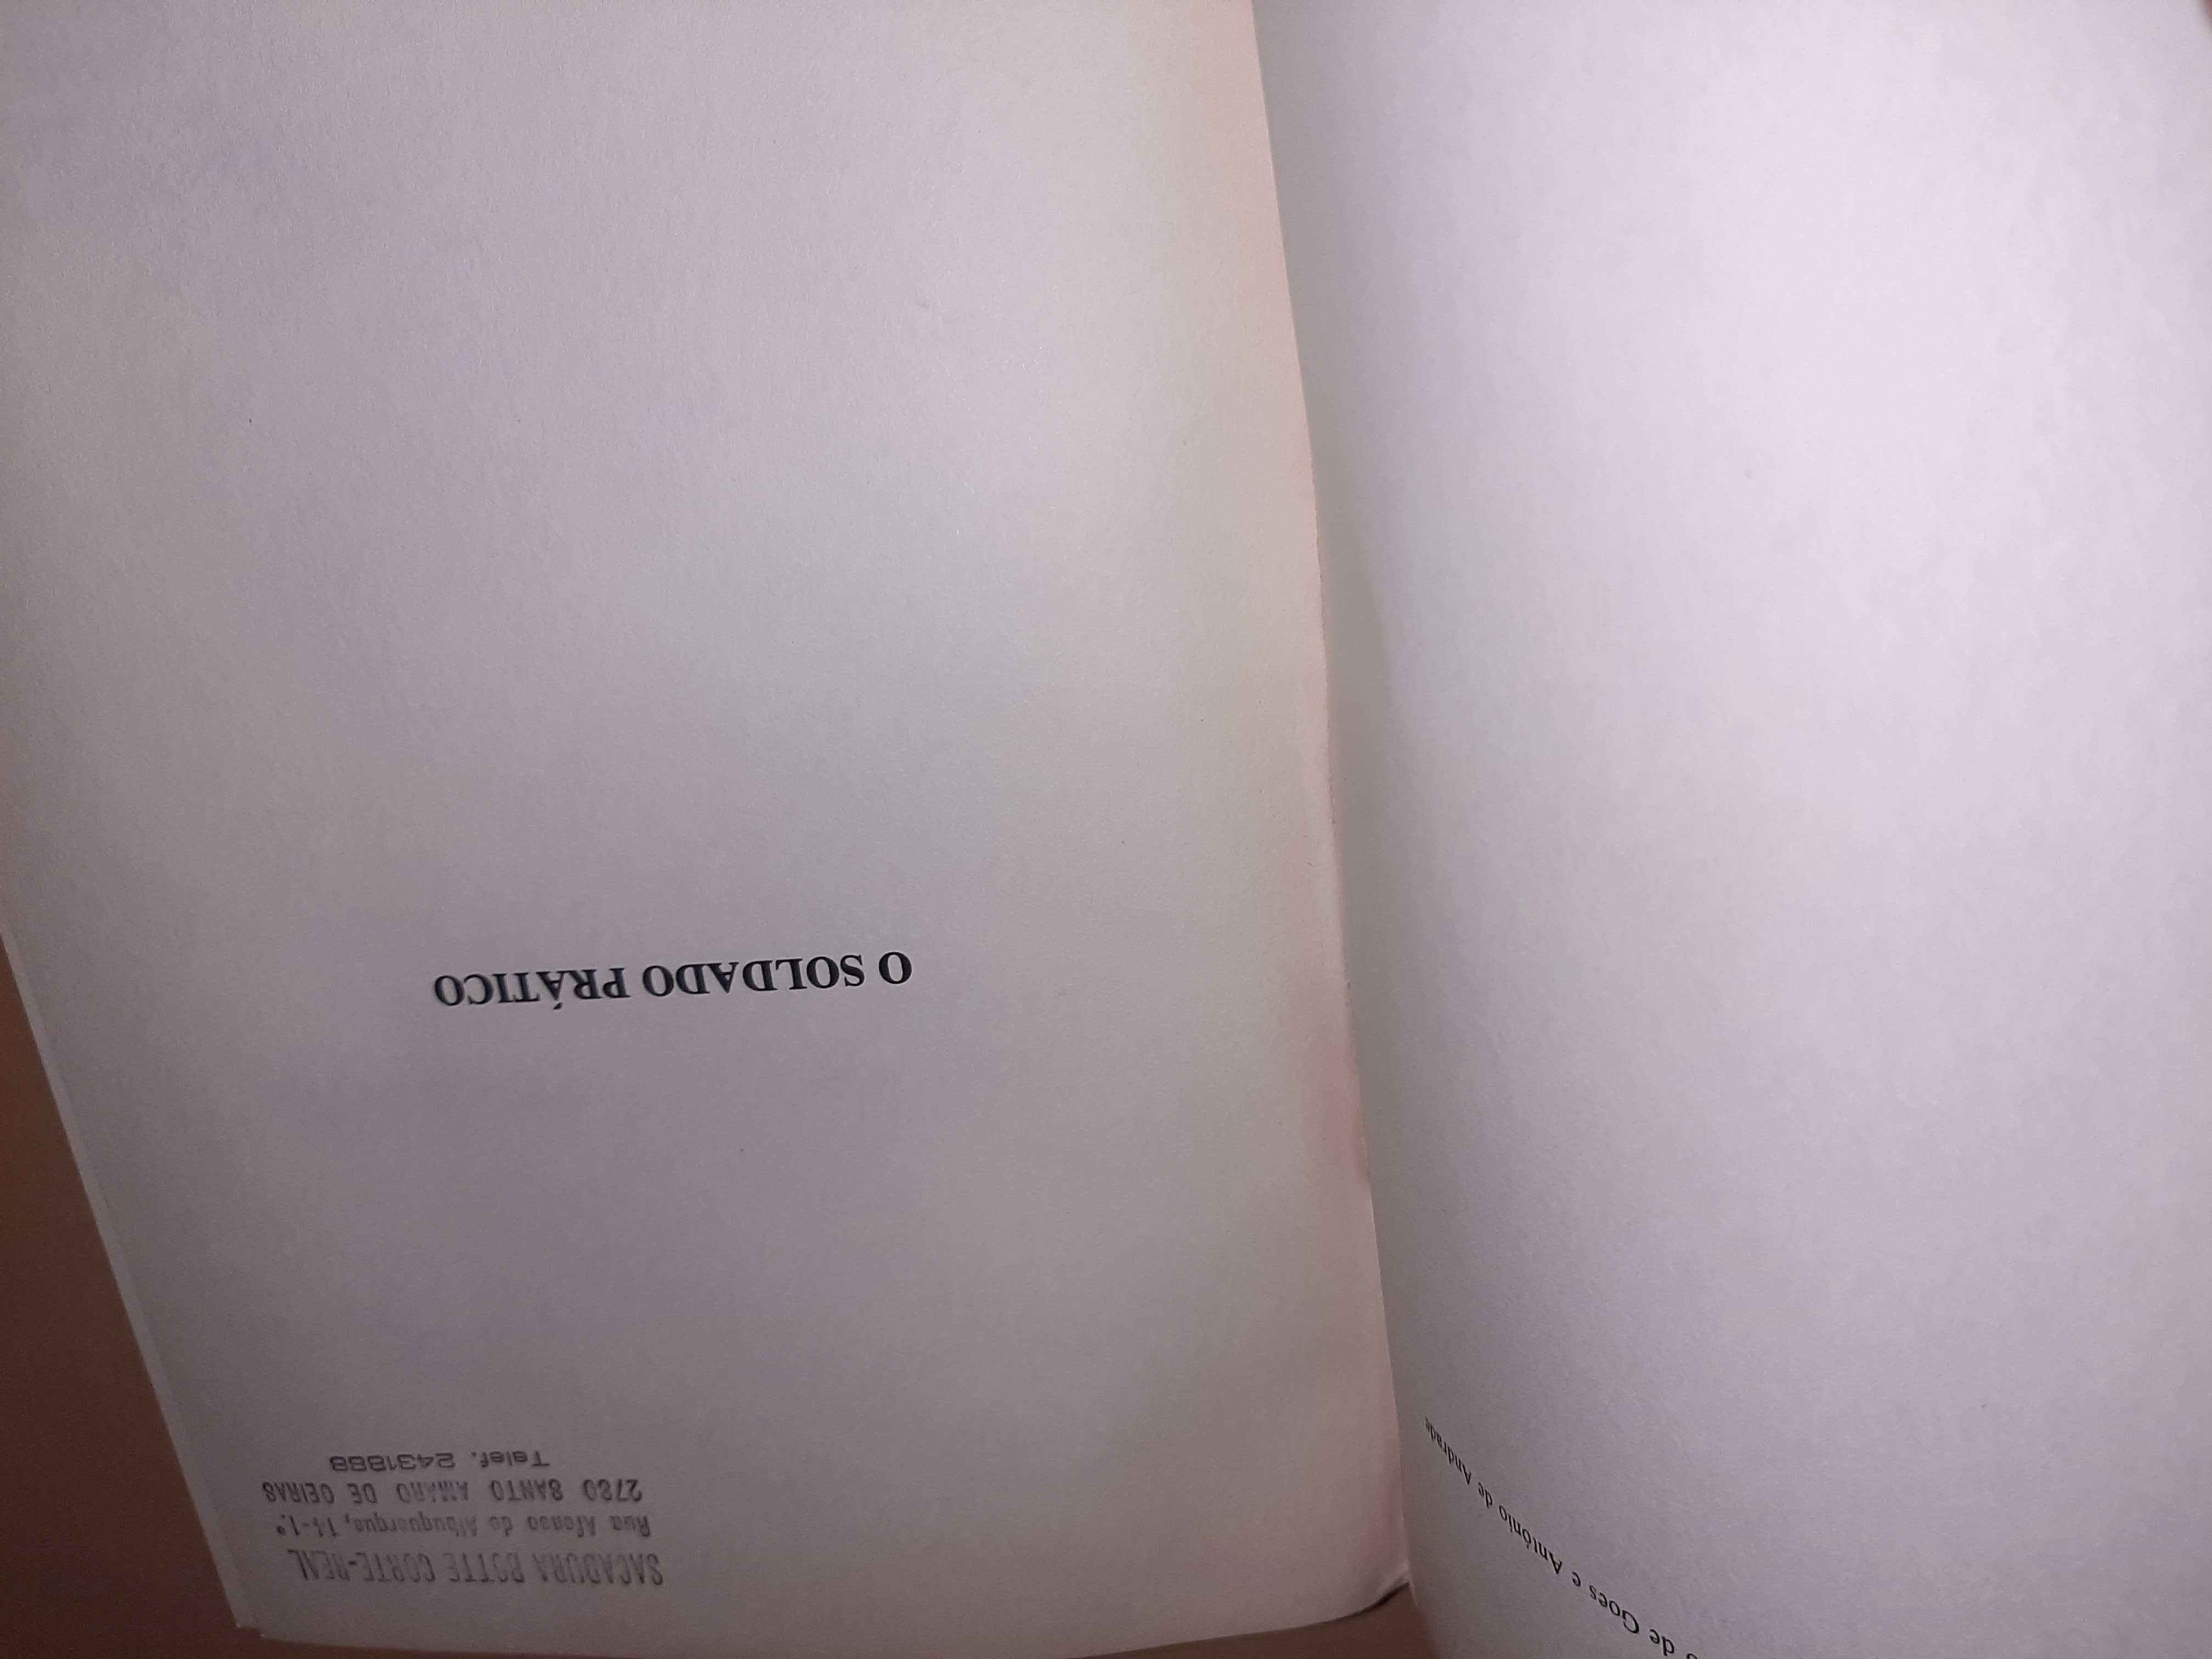 de Goes e António de Andrade
SACADURA BOTTE CORTE-REAL
Rua Afonso de Albuquerque, 14-1.º
2780 SANTO AMARO DE OEIRAS
Telef. 2431888
O SOLDADO PRÁTICO